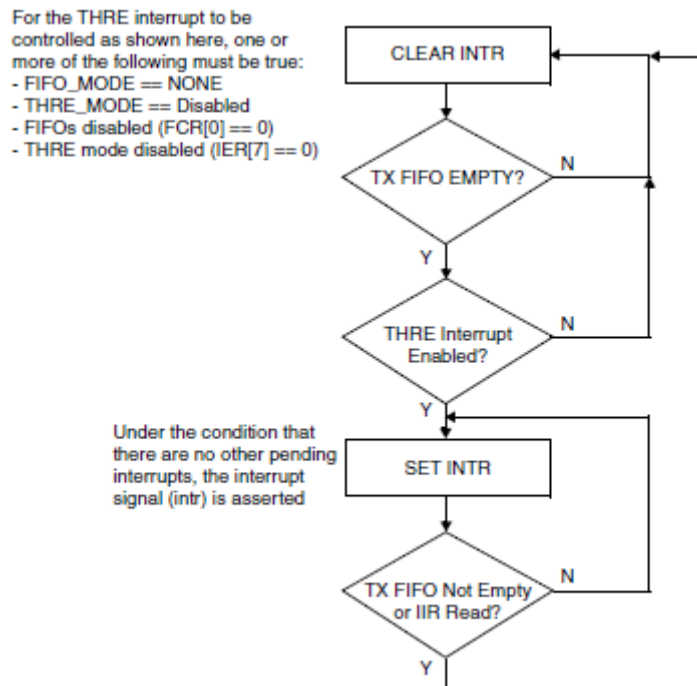 For the THRE interrupt to be
controlled as shown here, one or
more of the following must be true:
- FIFO_MODE == NONE
- THRE_MODE == Disabled
- FIFOs disabled (FCR[0] == 0)
- THRE mode disabled (IER[7] == 0)
CLEAR INTR
TX FIFO EMPTY?
N
Y
THRE Interrupt
Enabled?
N
Y
Under the condition that
there are no other pending
interrupts, the interrupt
signal (intr) is asserted
SET INTR
TX FIFO Not Empty
or IIR Read?
N
Y